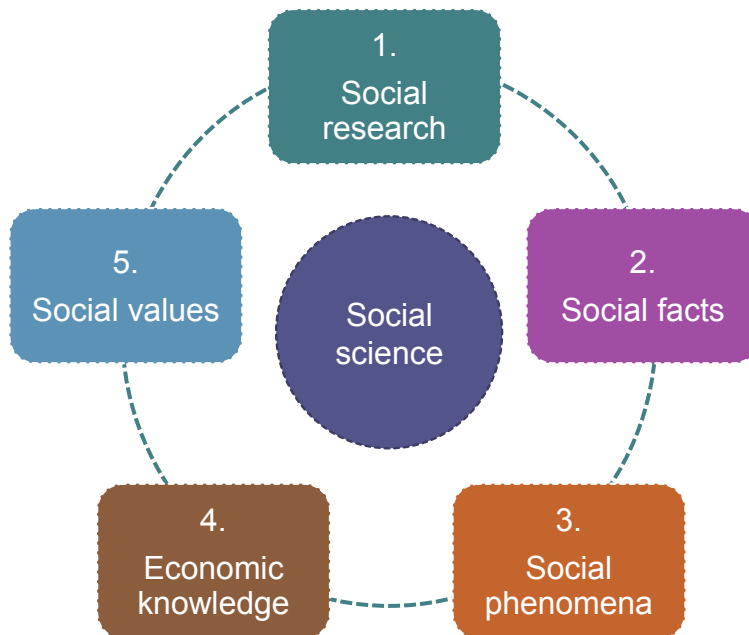 1.
Social
research
2.
Social facts
3.
Social
phenomena
4.
Economic
knowledge
5.
Social values
Social
science